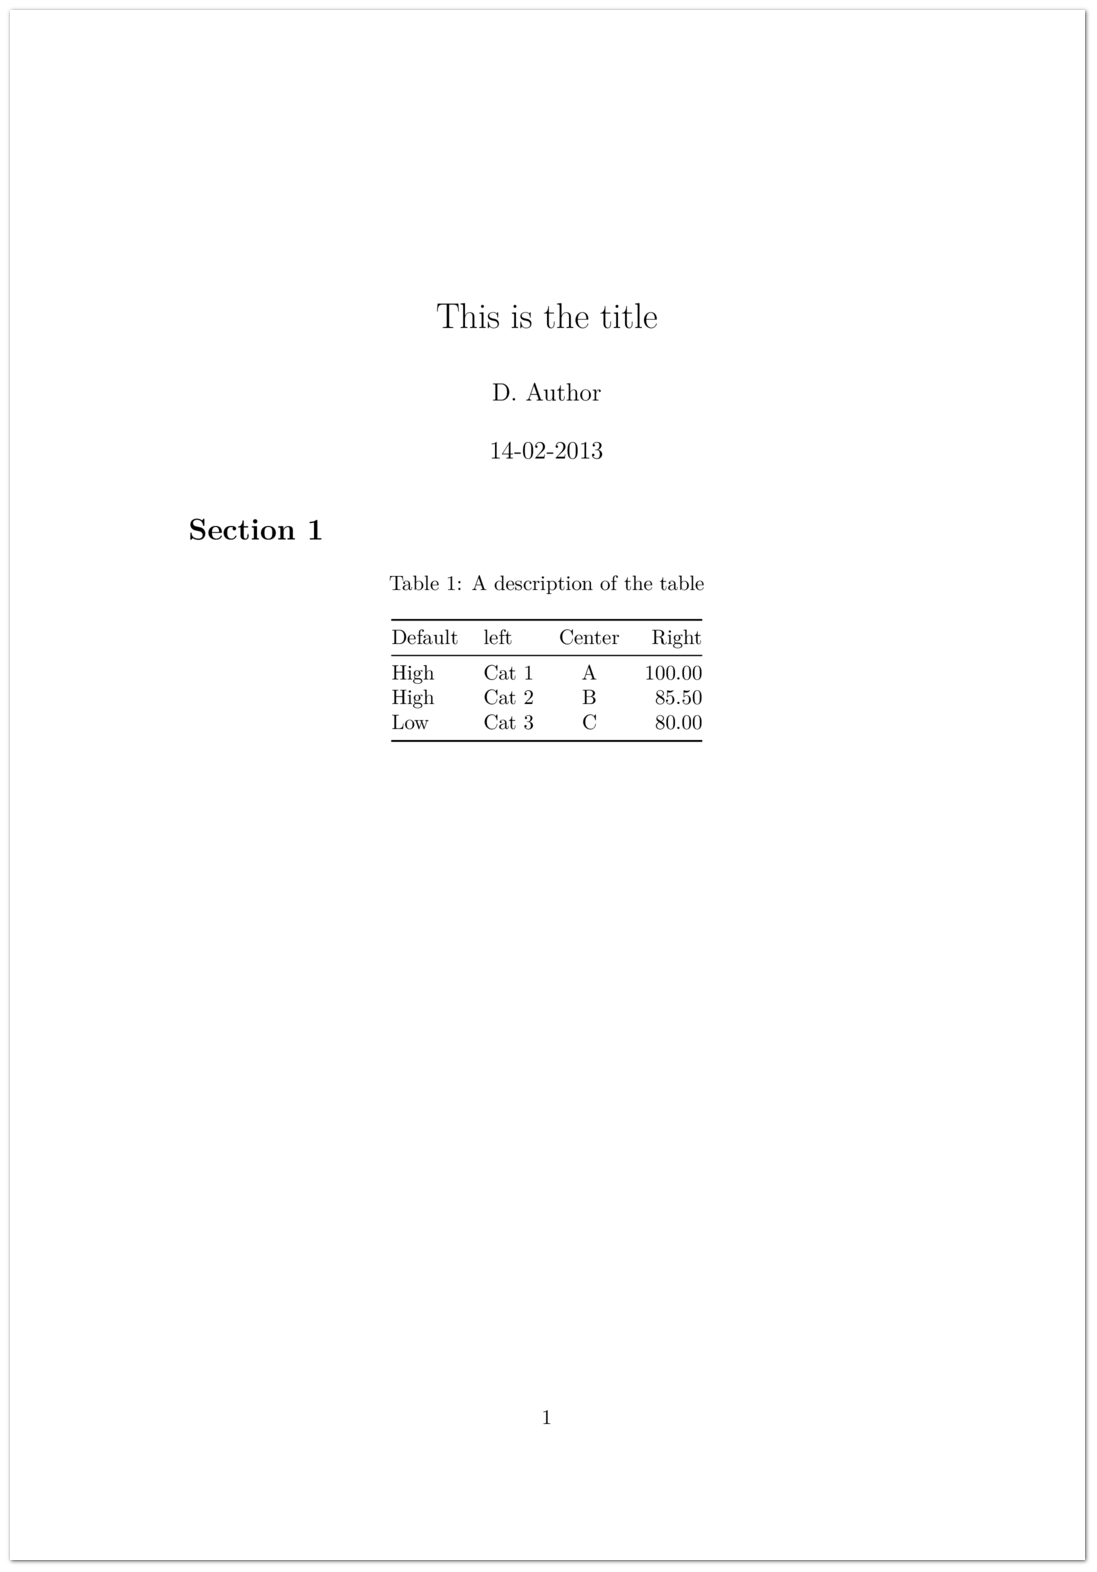 This is the title
D. Author
14-02-2013
Section 1
Table 1: A description of the table
Default left Center Right
High Cat 1 A 100.00
High Cat 2 B 85.50
Low Cat 3 C 80.00
1